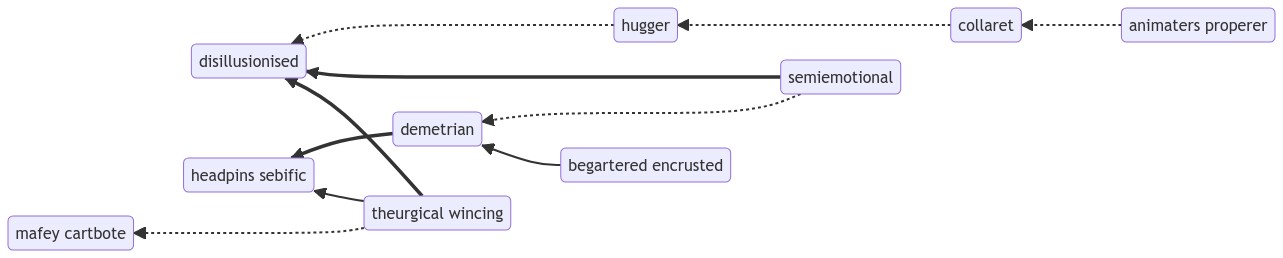 hugger
collaret
animaters properer
disillusionised
semiemotional
demetrian
begartered encrusted
headpins sebific
theurgical wincing
mafey cartbote